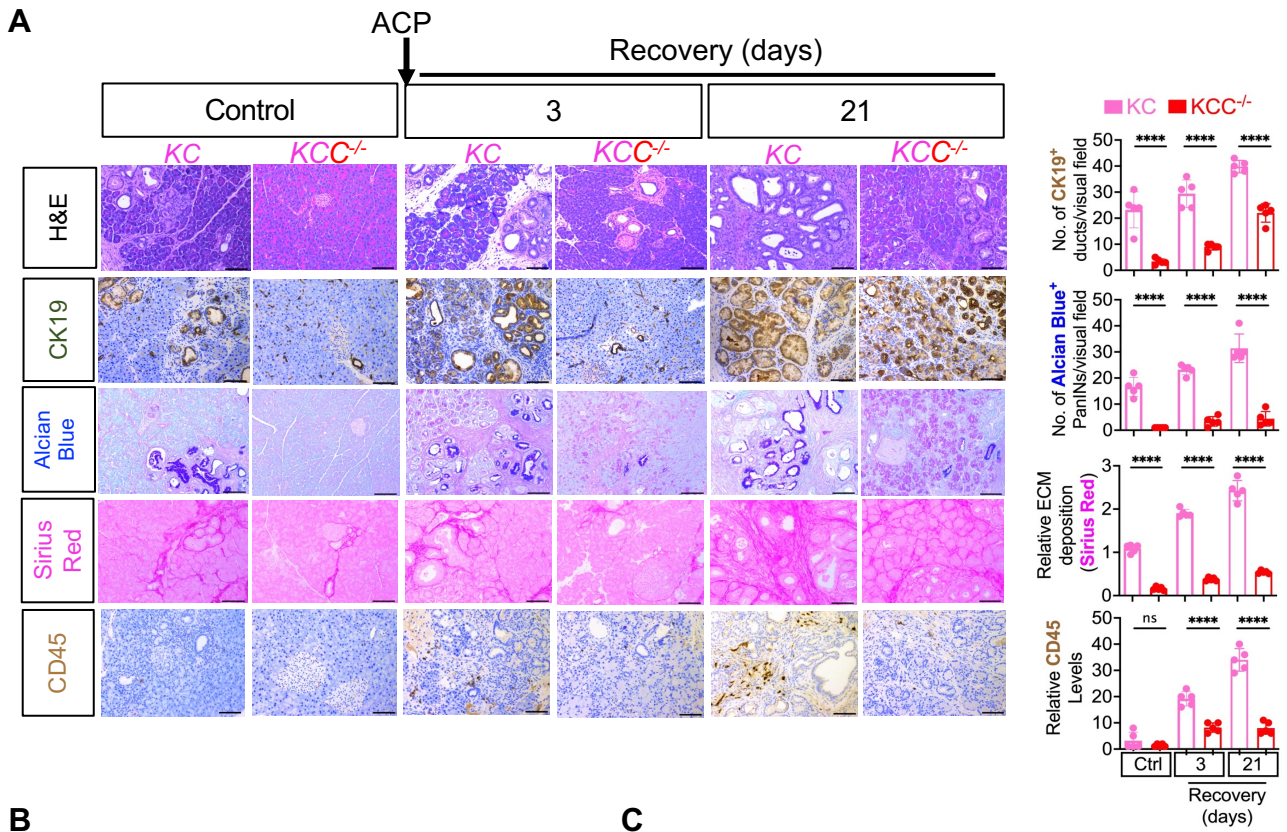 A
ACP
Recovery (days)
Control
3
21
KC
KCC-/-
KC
KCC-/-
KC
KCC-/-
H&E
CK19
Alcian
Blue
Sirius
Red
CD45
KC
KCC-/-
No. of CK19+
ducts/visual field
50
40
30
20
10
0
****
****
****
No. of Alcian Blue+
PanINs/visual field
50
40
30
20
10
0
****
****
****
Relative ECM
deposition
(Sirius Red)
3
2
1
0
****
****
****
Relative CD45
Levels
50
40
30
20
10
0
ns
****
****
Ctrl
3
21
Recovery
(days)
B
C